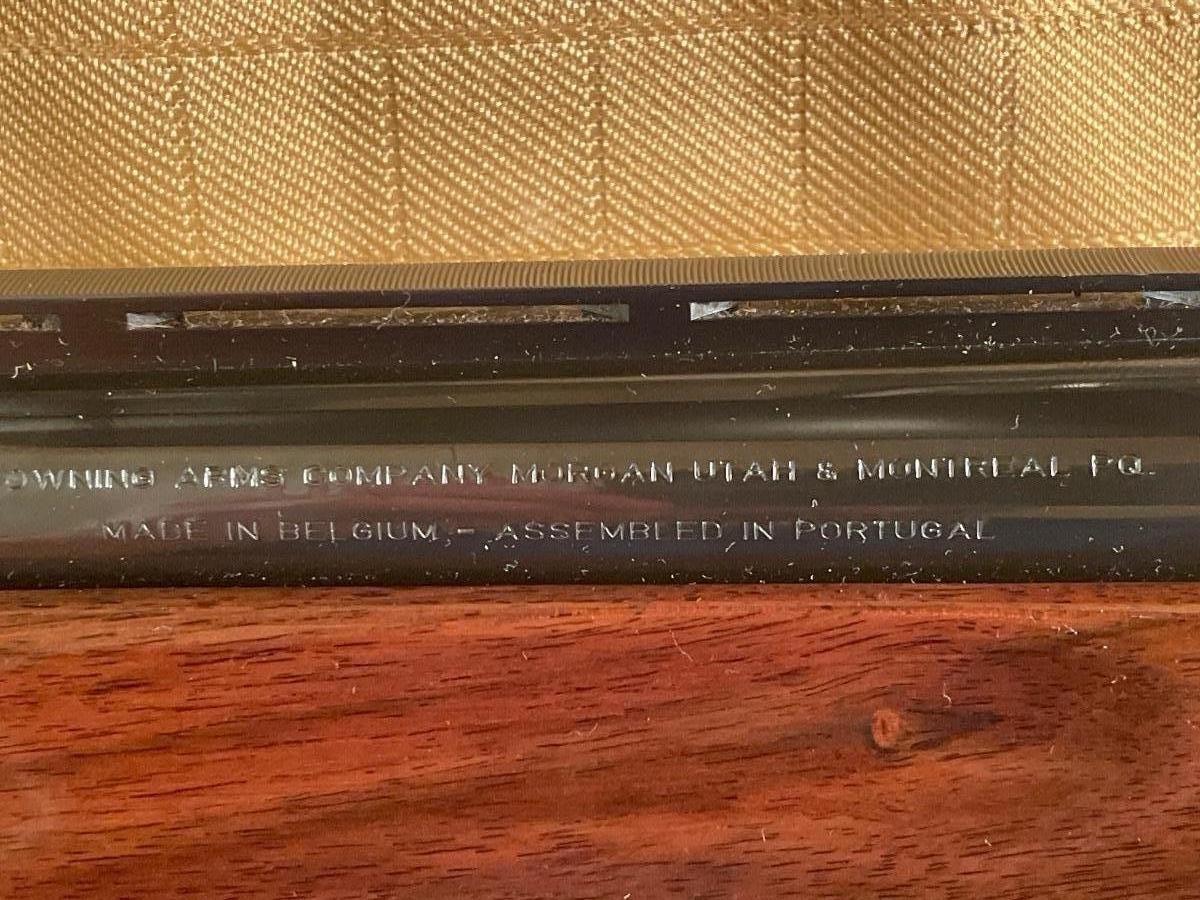 OWNING ARMS COMPANY MORGAN UTAH & MONTREAL PQ.
MADE IN BELGIUM - ASSEMBLED IN PORTUGAL